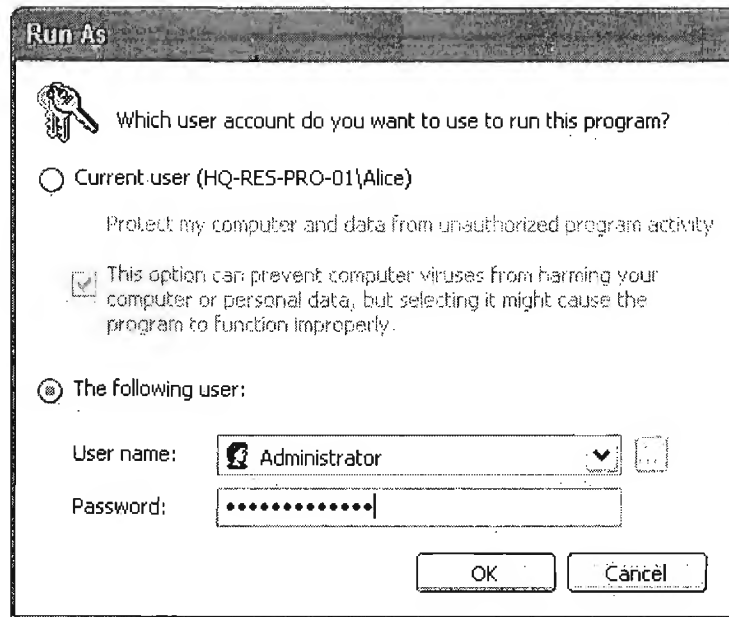 Run As
Which user account do you want to use to run this program?
Current user (HQ-RES-PRO-01\Alice)
Protect my computer and data from unauthorized program activity
This option can prevent computer viruses from harming your
computer or personal data, but selecting it might cause the
program to function improperly.
The following user:
User name: Administrator ...
Password: •••••••••••••
OK Cancel